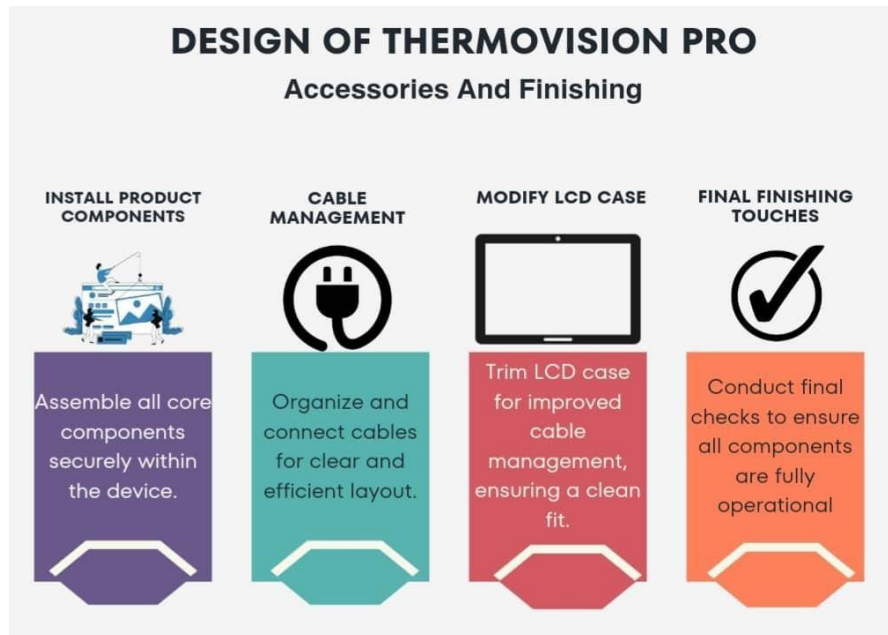 DESIGN OF THERMOVISION PRO
Accessories And Finishing
INSTALL PRODUCT
COMPONENTS
Assemble all core
components
securely within
the device.
CABLE
MANAGEMENT
Organize and
connect cables
for clear and
efficient layout.
MODIFY LCD CASE
Trim LCD case
for improved
cable
management,
ensuring a clean
fit.
FINAL FINISHING
TOUCHES
Conduct final
checks to ensure
all components
are fully
operational